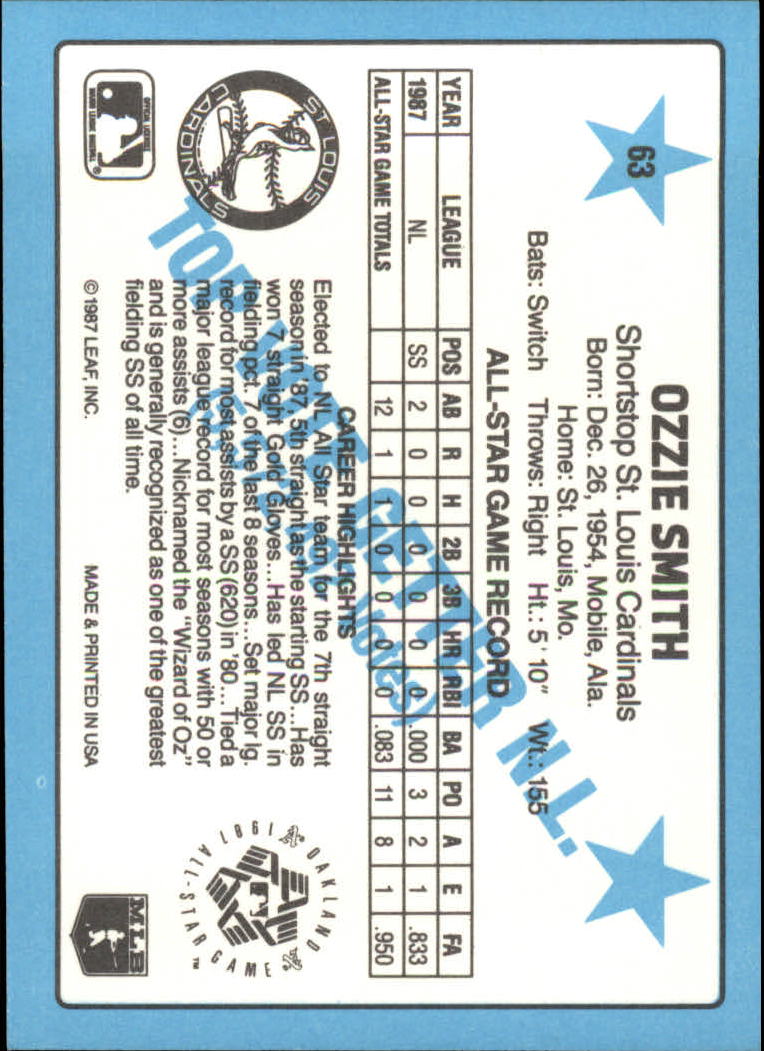 63
OZZIE SMITH
Shortstop St. Louis Cardinals
Born: Dec. 26, 1954, Mobile, Ala.
Home: St. Louis, Mo.
Bats: Switch Throws: Right Ht.: 5' 10" Wt.: 155
ALL-STAR GAME RECORD
YEAR LEAGUE POS AB R H 2B 3B HR RBI BA PO A E FA
1987 NL SS 2 0 0 0 0 0 0 .000 3 2 1 .833
ALL-STAR GAME TOTALS 12 1 1 0 0 0 0 .083 11 8 1 .950
TOP VOTE GETTER N.L.
votes)
ST LOUIS
CARDINALS
CAREER HIGHLIGHTS
Elected to NL All Star team for the 7th straight
season in '87, 5th straight as the starting SS...Has
won 7 straight Gold Gloves...Has led NL SS in
fielding pct. 7 of the last 8 seasons...Set major lg.
record for most assists by a SS (620) in '80...Tied a
major league record for most seasons with 50 or
more assists (6)...Nicknamed the "Wizard of Oz"
and is generally recognized as one of the greatest
fielding SS of all time.
1987 A's OAKLAND
ALL-STAR GAME ™
OFFICIAL LICENSEE
MAJOR LEAGUE BASEBALL ®
© 1987 LEAF, INC. MADE & PRINTED IN USA
MLB